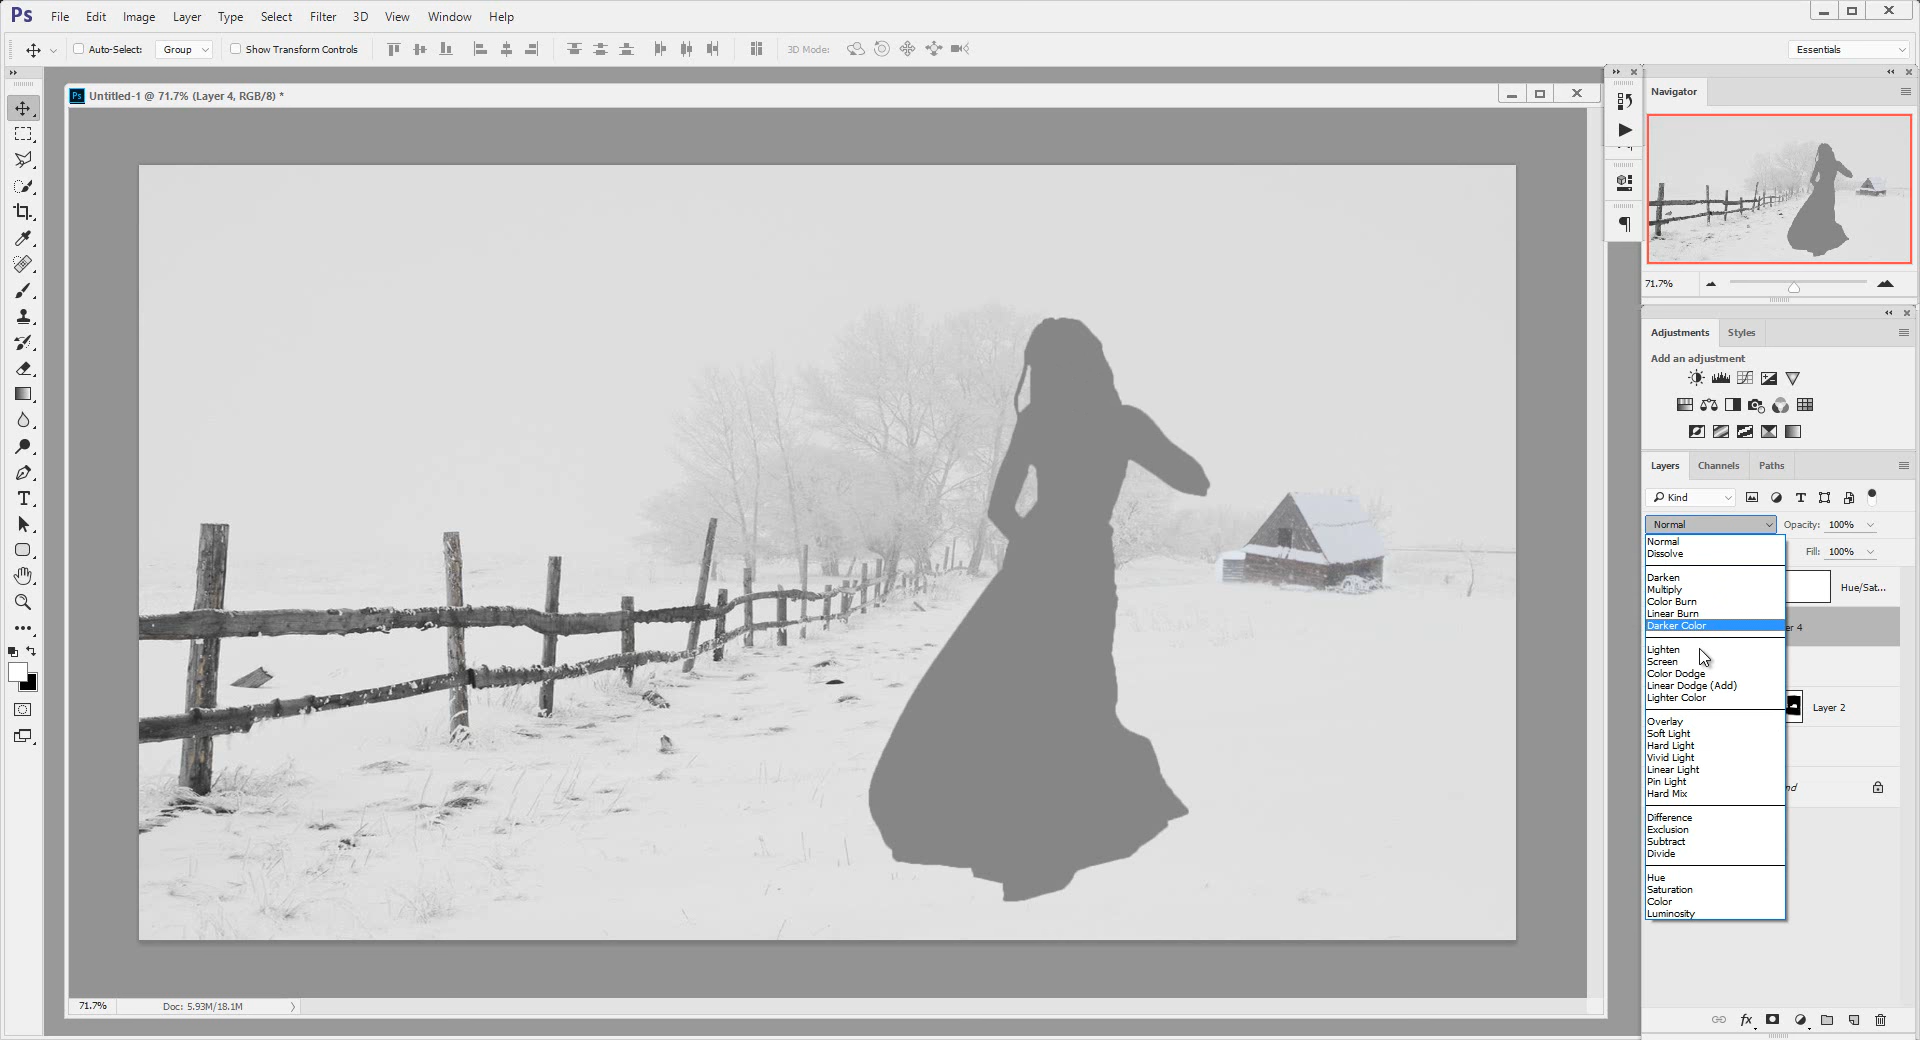 Ps File Edit Image Layer Type Select Filter 3D View Window Help
Auto-Select: Group Show Transform Controls 3D Mode: Essentials
Ps Untitled-1 @ 71.7% (Layer 4, RGB/8) *
Navigator
71.7%
Adjustments Styles
Add an adjustment
Layers Channels Paths
Kind
Normal Opacity: 100%
Fill: 100%
Normal
Dissolve
Darken
Multiply
Color Burn
Linear Burn
Darker Color
Lighten
Screen
Color Dodge
Linear Dodge (Add)
Lighter Color
Overlay
Soft Light
Hard Light
Vivid Light
Linear Light
Pin Light
Hard Mix
Difference
Exclusion
Subtract
Divide
Hue
Saturation
Color
Luminosity
Hue/Sat...
er 4
Layer 2
nd
fx
71.7% Doc: 5.93M/18.1M